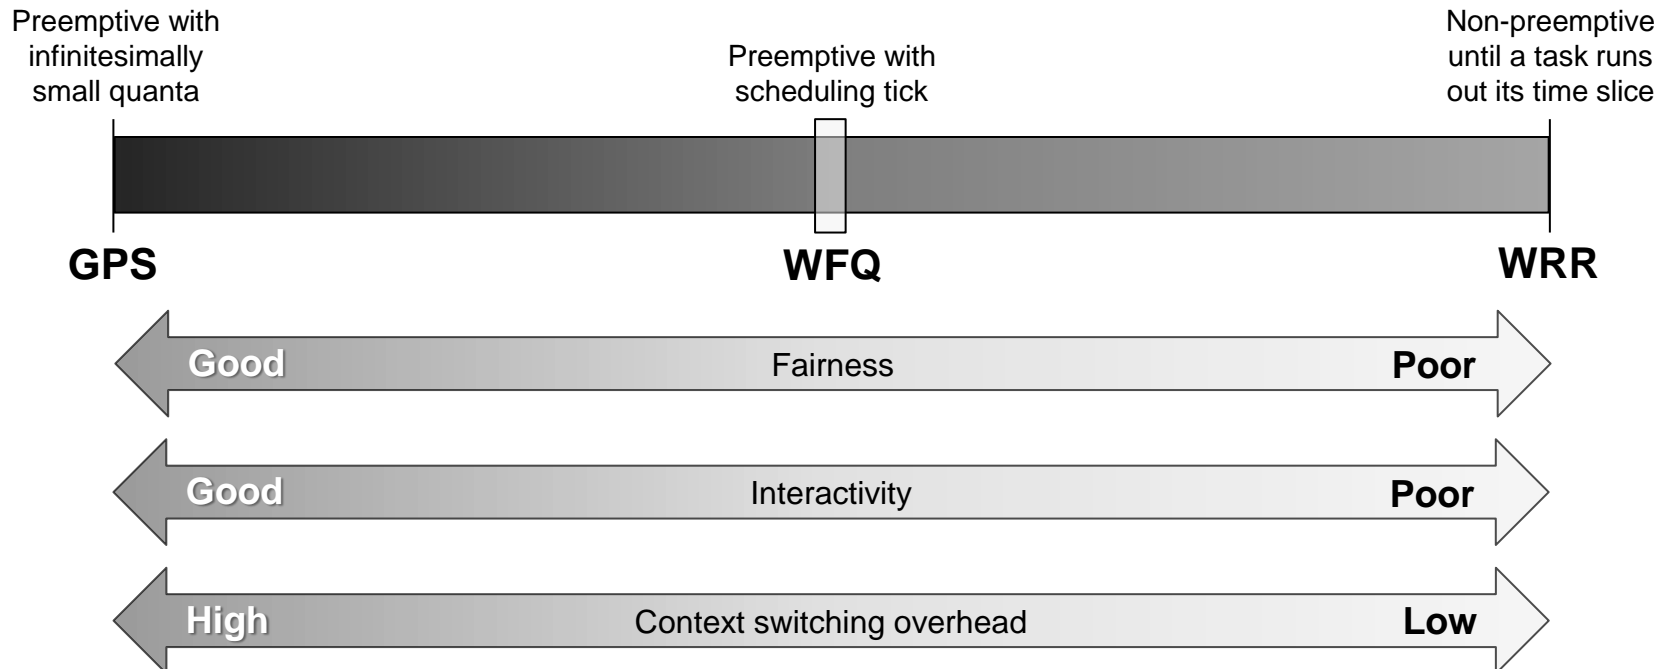 Preemptive with
infinitesimally
small quanta
Preemptive with
scheduling tick
Non-preemptive
until a task runs
out its time slice
GPS
WFQ
WRR
Good
Fairness
Poor
Good
Interactivity
Poor
High
Context switching overhead
Low